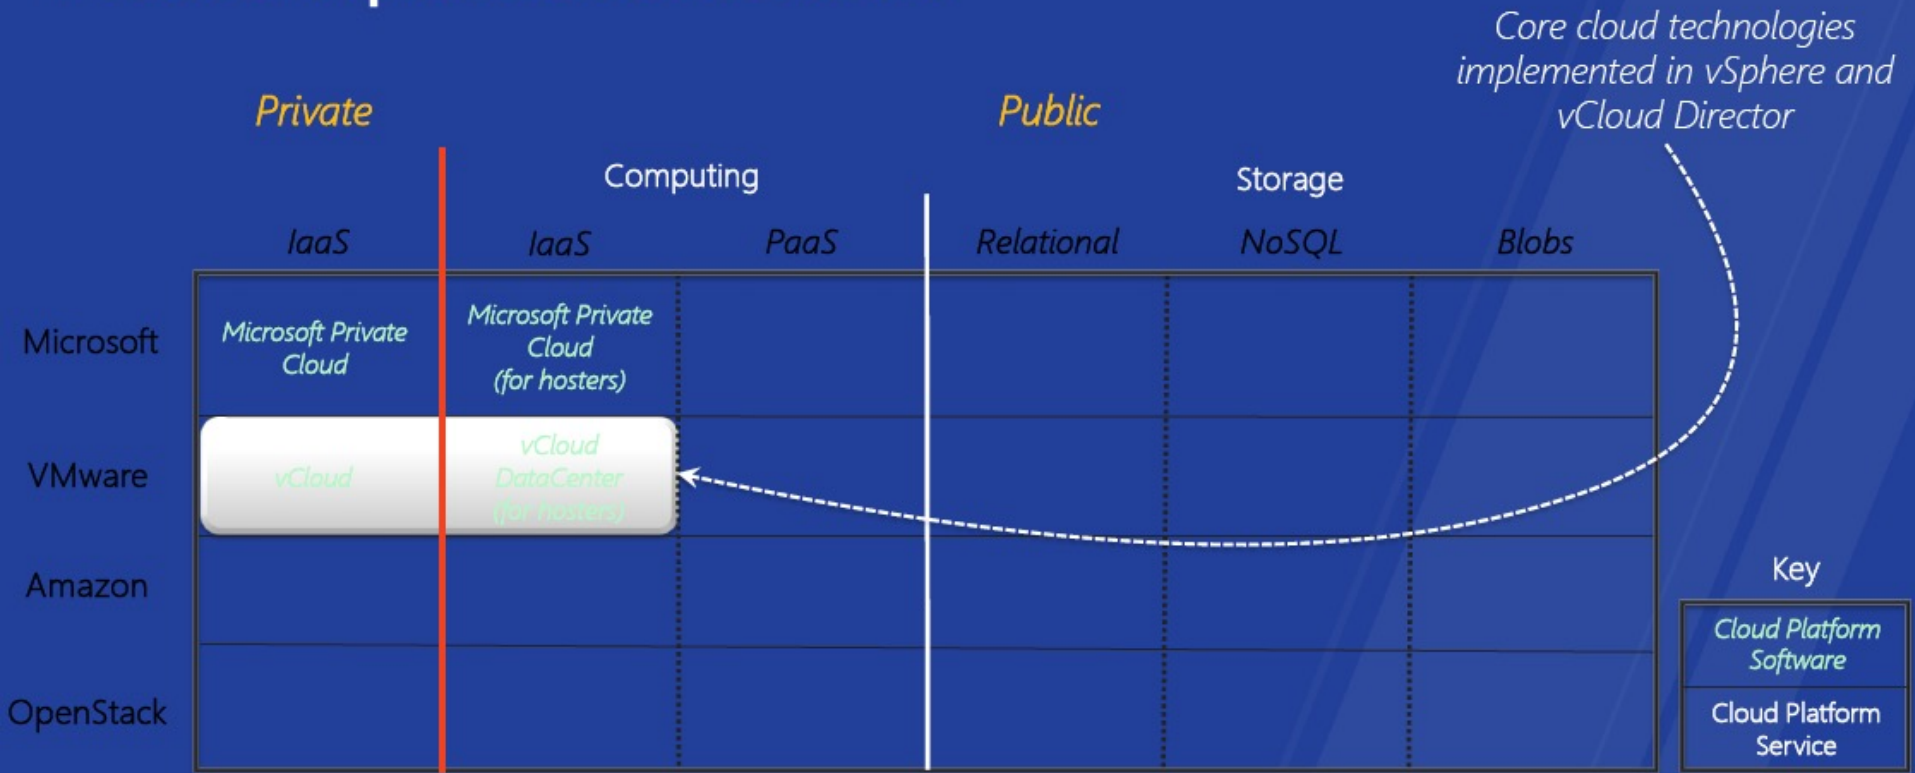 Core cloud technologies
implemented in vSphere and
vCloud Director
Private
Public
Computing
Storage
IaaS
IaaS
PaaS
Relational
NoSQL
Blobs
Microsoft
Microsoft Private
Cloud
Microsoft Private
Cloud
(for hosters)
VMware
vCloud
vCloud
DataCenter
(for hosters)
Amazon
OpenStack
Key
Cloud Platform
Software
Cloud Platform
Service